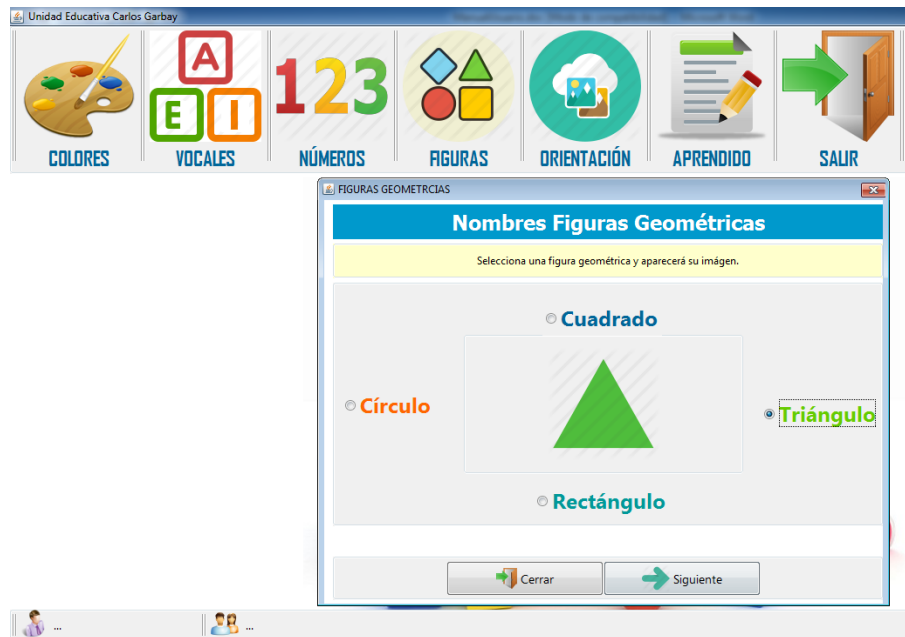 Unidad Educativa Carlos Garbay
A
E I
123
COLORES VOCALES NÚMEROS FIGURAS ORIENTACIÓN APRENDIDO SALIR
FIGURAS GEOMETRCIAS
Nombres Figuras Geométricas
Selecciona una figura geométrica y aparecerá su imágen.
Cuadrado
Círculo
Triángulo
Rectángulo
Cerrar Siguiente
... ...